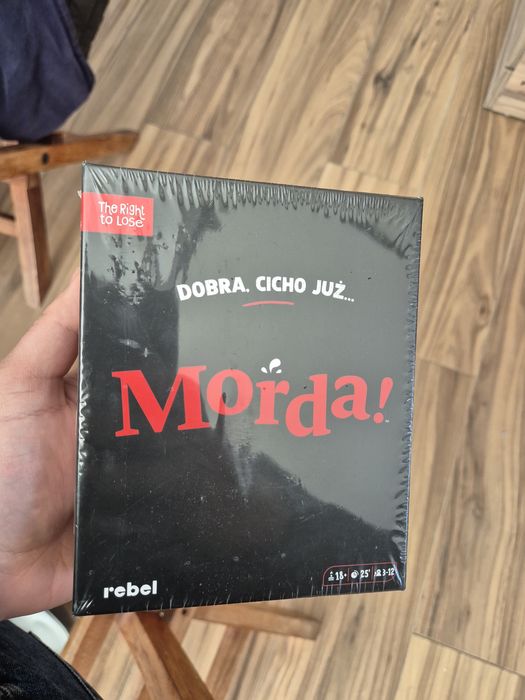 The Right
to Lose
DOBRA, CICHO JUŻ...
Morda!
rebel
18+ 25' 3-12